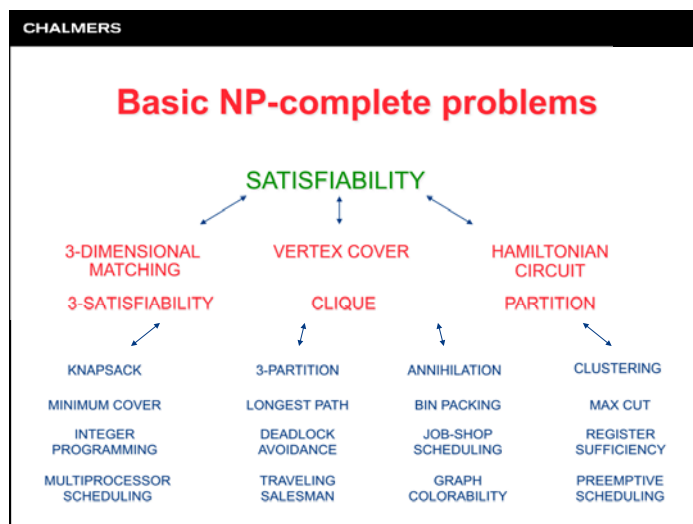 CHALMERS
Basic NP-complete problems
SATISFIABILITY
3-DIMENSIONAL
MATCHING
VERTEX COVER
HAMILTONIAN
CIRCUIT
3-SATISFIABILITY
CLIQUE
PARTITION
KNAPSACK
3-PARTITION
ANNIHILATION
CLUSTERING
MINIMUM COVER
LONGEST PATH
BIN PACKING
MAX CUT
INTEGER
PROGRAMMING
DEADLOCK
AVOIDANCE
JOB-SHOP
SCHEDULING
REGISTER
SUFFICIENCY
MULTIPROCESSOR
SCHEDULING
TRAVELING
SALESMAN
GRAPH
COLORABILITY
PREEMPTIVE
SCHEDULING